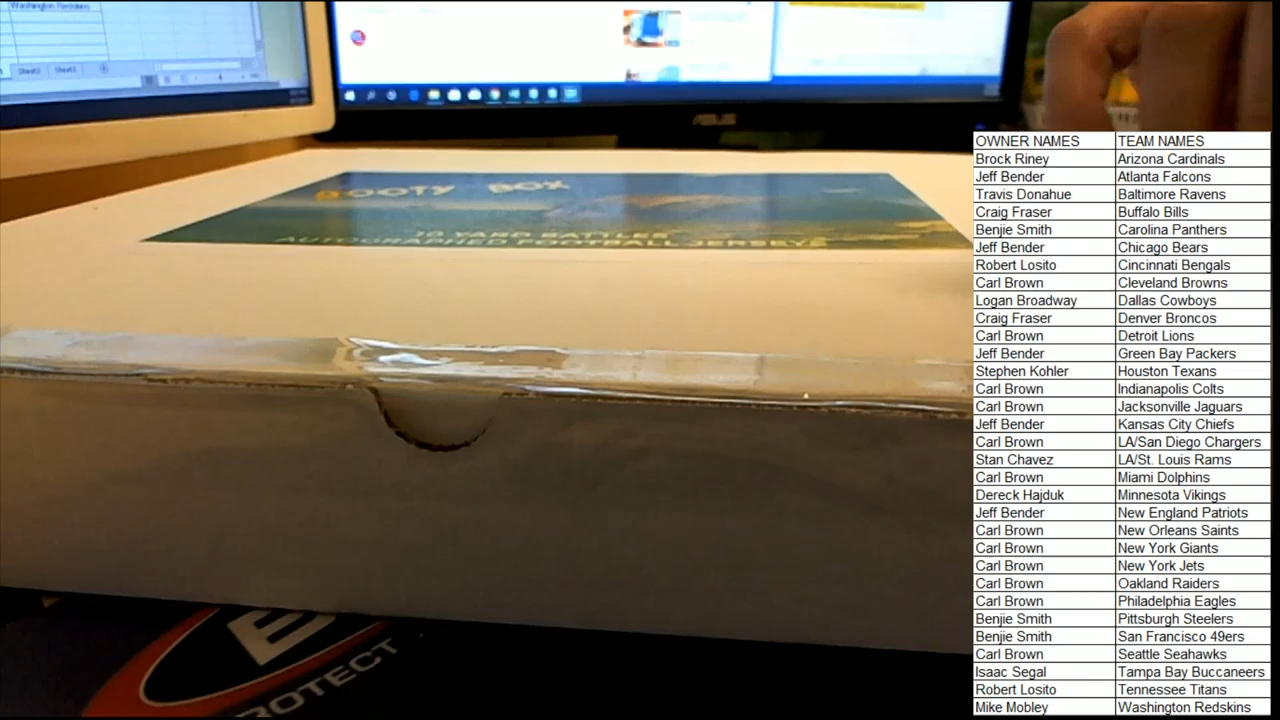 Washington Redskins
Sheet2 Sheet3
ASUS
BOOTY BOX
10 YARD BATTLES
AUTOGRAPHED FOOTBALL JERSEYS
OTECT
OWNER NAMES TEAM NAMES
Brock Riney Arizona Cardinals
Jeff Bender Atlanta Falcons
Travis Donahue Baltimore Ravens
Craig Fraser Buffalo Bills
Benjie Smith Carolina Panthers
Jeff Bender Chicago Bears
Robert Losito Cincinnati Bengals
Carl Brown Cleveland Browns
Logan Broadway Dallas Cowboys
Craig Fraser Denver Broncos
Carl Brown Detroit Lions
Jeff Bender Green Bay Packers
Stephen Kohler Houston Texans
Carl Brown Indianapolis Colts
Carl Brown Jacksonville Jaguars
Jeff Bender Kansas City Chiefs
Carl Brown LA/San Diego Chargers
Stan Chavez LA/St. Louis Rams
Carl Brown Miami Dolphins
Dereck Hajduk Minnesota Vikings
Jeff Bender New England Patriots
Carl Brown New Orleans Saints
Carl Brown New York Giants
Carl Brown New York Jets
Carl Brown Oakland Raiders
Carl Brown Philadelphia Eagles
Benjie Smith Pittsburgh Steelers
Benjie Smith San Francisco 49ers
Carl Brown Seattle Seahawks
Isaac Segal Tampa Bay Buccaneers
Robert Losito Tennessee Titans
Mike Mobley Washington Redskins